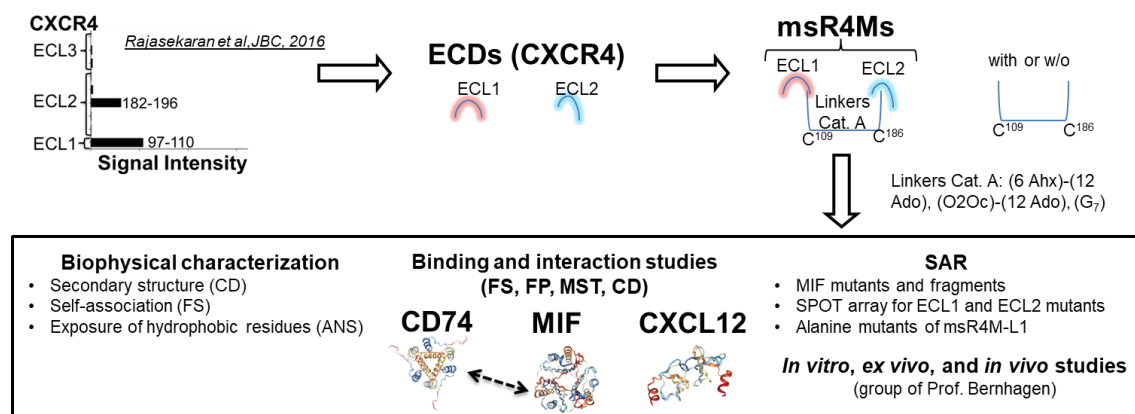 CXCR4
ECL3
Rajasekaran et al,JBC, 2016
ECL2
182-196
ECL1
97-110
Signal Intensity
ECDs (CXCR4)
ECL1
ECL2
msR4Ms
ECL1
ECL2
Linkers
Cat. A
C109
C186
with or w/o
C109
C186
Linkers Cat. A: (6 Ahx)-(12
Ado), (O2Oc)-(12 Ado), (G7)
Biophysical characterization
• Secondary structure (CD)
• Self-association (FS)
• Exposure of hydrophobic residues (ANS)
Binding and interaction studies
(FS, FP, MST, CD)
CD74
MIF
CXCL12
SAR
• MIF mutants and fragments
• SPOT array for ECL1 and ECL2 mutants
• Alanine mutants of msR4M-L1
In vitro, ex vivo, and in vivo studies
(group of Prof. Bernhagen)